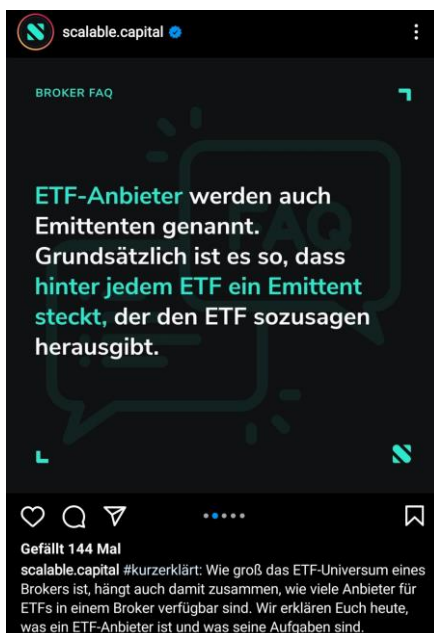 scalable.capital
BROKER FAQ
FAQ
ETF-Anbieter werden auch
Emittenten genannt.
Grundsätzlich ist es so, dass
hinter jedem ETF ein Emittent
steckt, der den ETF sozusagen
herausgibt.
Gefällt 144 Mal
scalable.capital #kurzerklärt: Wie groß das ETF-Universum eines
Brokers ist, hängt auch damit zusammen, wie viele Anbieter für
ETFs in einem Broker verfügbar sind. Wir erklären Euch heute,
was ein ETF-Anbieter ist und was seine Aufgaben sind.